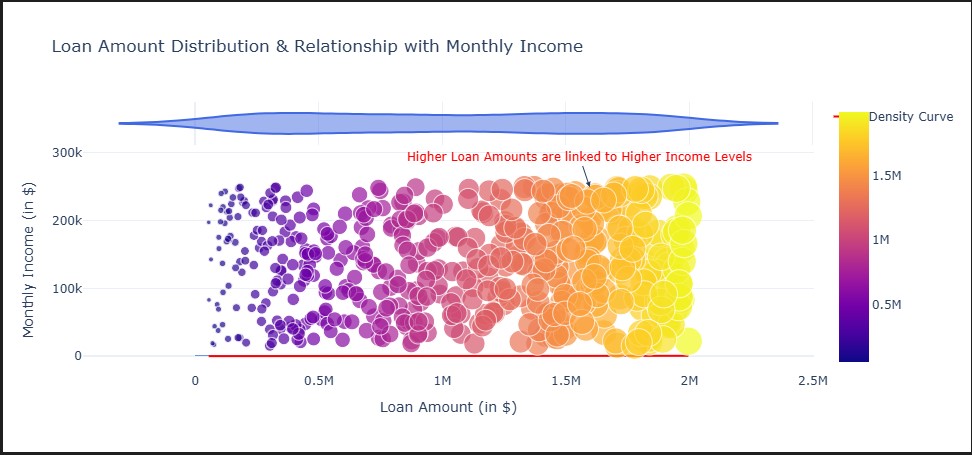 Loan Amount Distribution & Relationship with Monthly Income
Density Curve
Higher Loan Amounts are linked to Higher Income Levels
300k
200k
100k
0
Monthly Income (in $)
1.5M
1M
0.5M
0
0.5M
1M
1.5M
2M
2.5M
Loan Amount (in $)